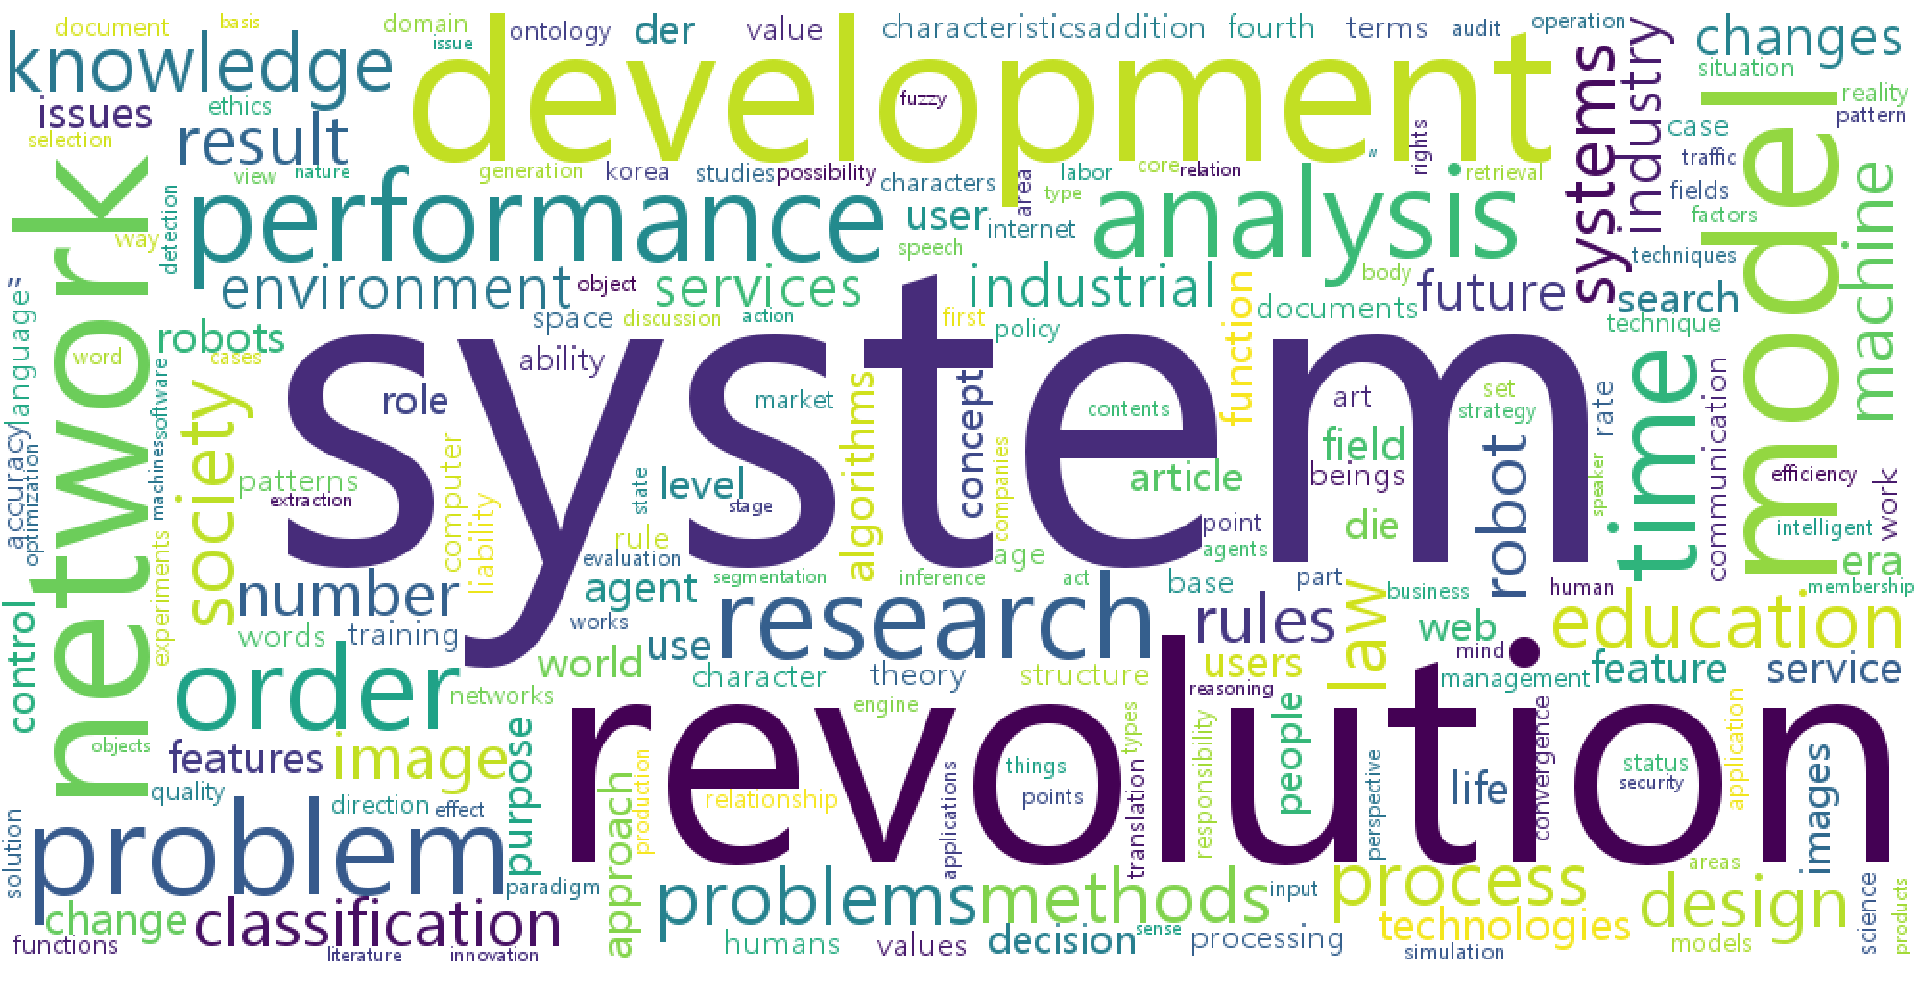 document
basis
domain
issue
ontology
der
value
characteristics
addition
fourth
terms
audit
operation
knowledge
development
changes
situation
issues
ethics
fuzzy
systems
industry
reality
pattern
selection
result
case
traffic
view
nature
generation
korea
studies
possibility
characters
labor
core
relation
type
area
rights
retrieval
fields
factors
network
detection
way
performance
user
internet
speech
analysis
body
techniques
model
machine
environment
object
services
industrial
function
documents
future
search
technique
language
robots
space
discussion
action
first
policy
word
cases
ability
system
role
market
contents
art
set
strategy
rate
time
communication
accuracy
optimization
software
machines
society
patterns
extraction
computer
liability
state
level
stage
algorithms
concept
companies
article
field
beings
robot
speaker
efficiency
work
intelligent
experiments
rule
evaluation
point
agents
die
age
era
control
number
agent
segmentation
inference
act
base
part
business
human
membership
words
training
works
use
research
rules
law
web
education
order
world
character
theory
structure
users
mind
management
feature
service
networks
engine
reasoning
revolution
objects
features
image
purpose
approach
production
relationship
applications
things
points
types
translation
responsibility
people
perspective
life
convergence
status
security
application
images
quality
direction
effect
solution
problem
paradigm
problems
methods
input
process
areas
design
science
products
change
classification
functions
literature
innovation
humans
values
decision
sense
processing
technologies
simulation
models